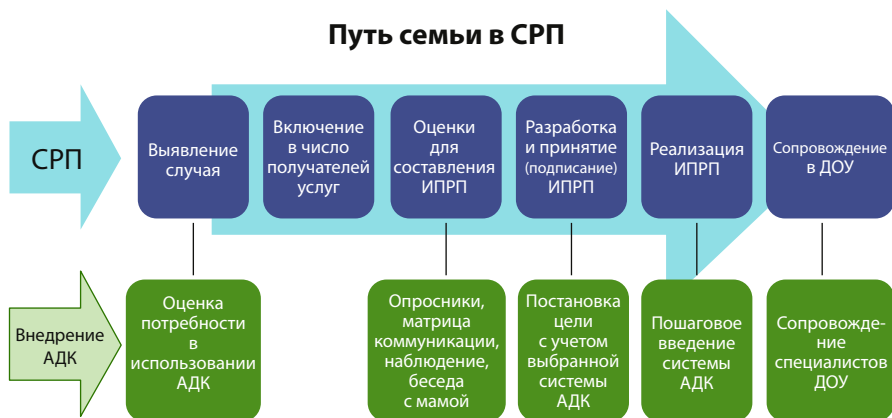 Путь семьи в СРП
СРП
Выявление
случая
Включение
в число
получателей
услуг
Оценки
для
составления
ИПРП
Разработка
и принятие
(подписание)
ИПРП
Реализация
ИПРП
Сопровождение
в ДОУ
Внедрение
АДК
Оценка
потребности
в
использовании
АДК
Опросники,
матрица
коммуникации,
наблюдение,
беседа
с мамой
Постановка
цели
с учетом
выбранной
системы
АДК
Пошаговое
введение
системы
АДК
Сопровожде-
ние
специалистов
ДОУ